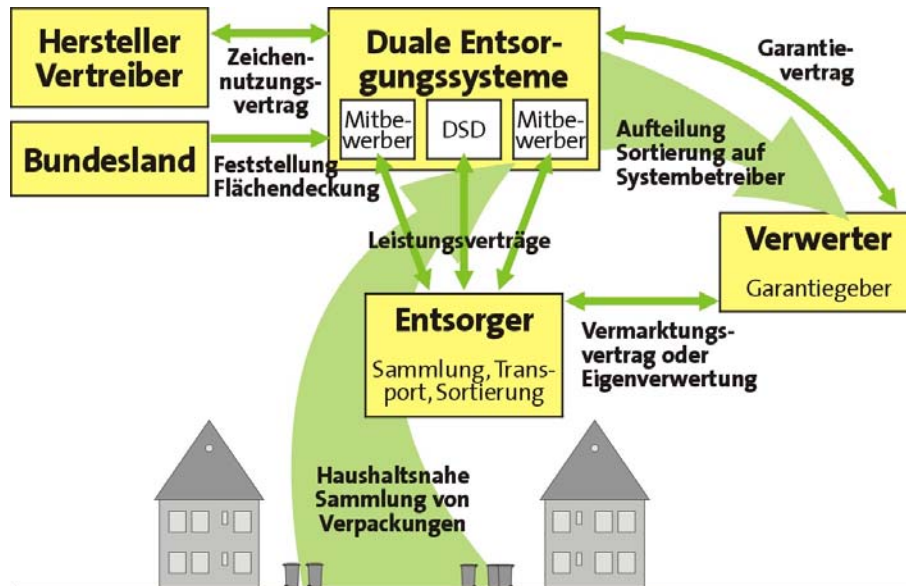 Hersteller
Vertreiber
Zeichen-
nutzungs-
vertrag
Duale Entsor-
gungssysteme
Mitbe-
werber
DSD
Mitbe-
werber
Garantie-
vertrag
Bundesland
Feststellung
Flächendeckung
Aufteilung
Sortierung auf
Systembetreiber
Leistungsverträge
Verwerter
Garantiegeber
Entsorger
Sammlung, Trans-
port, Sortierung
Vermarktungs-
vertrag oder
Eigenverwertung
Haushaltsnahe
Sammlung von
Verpackungen